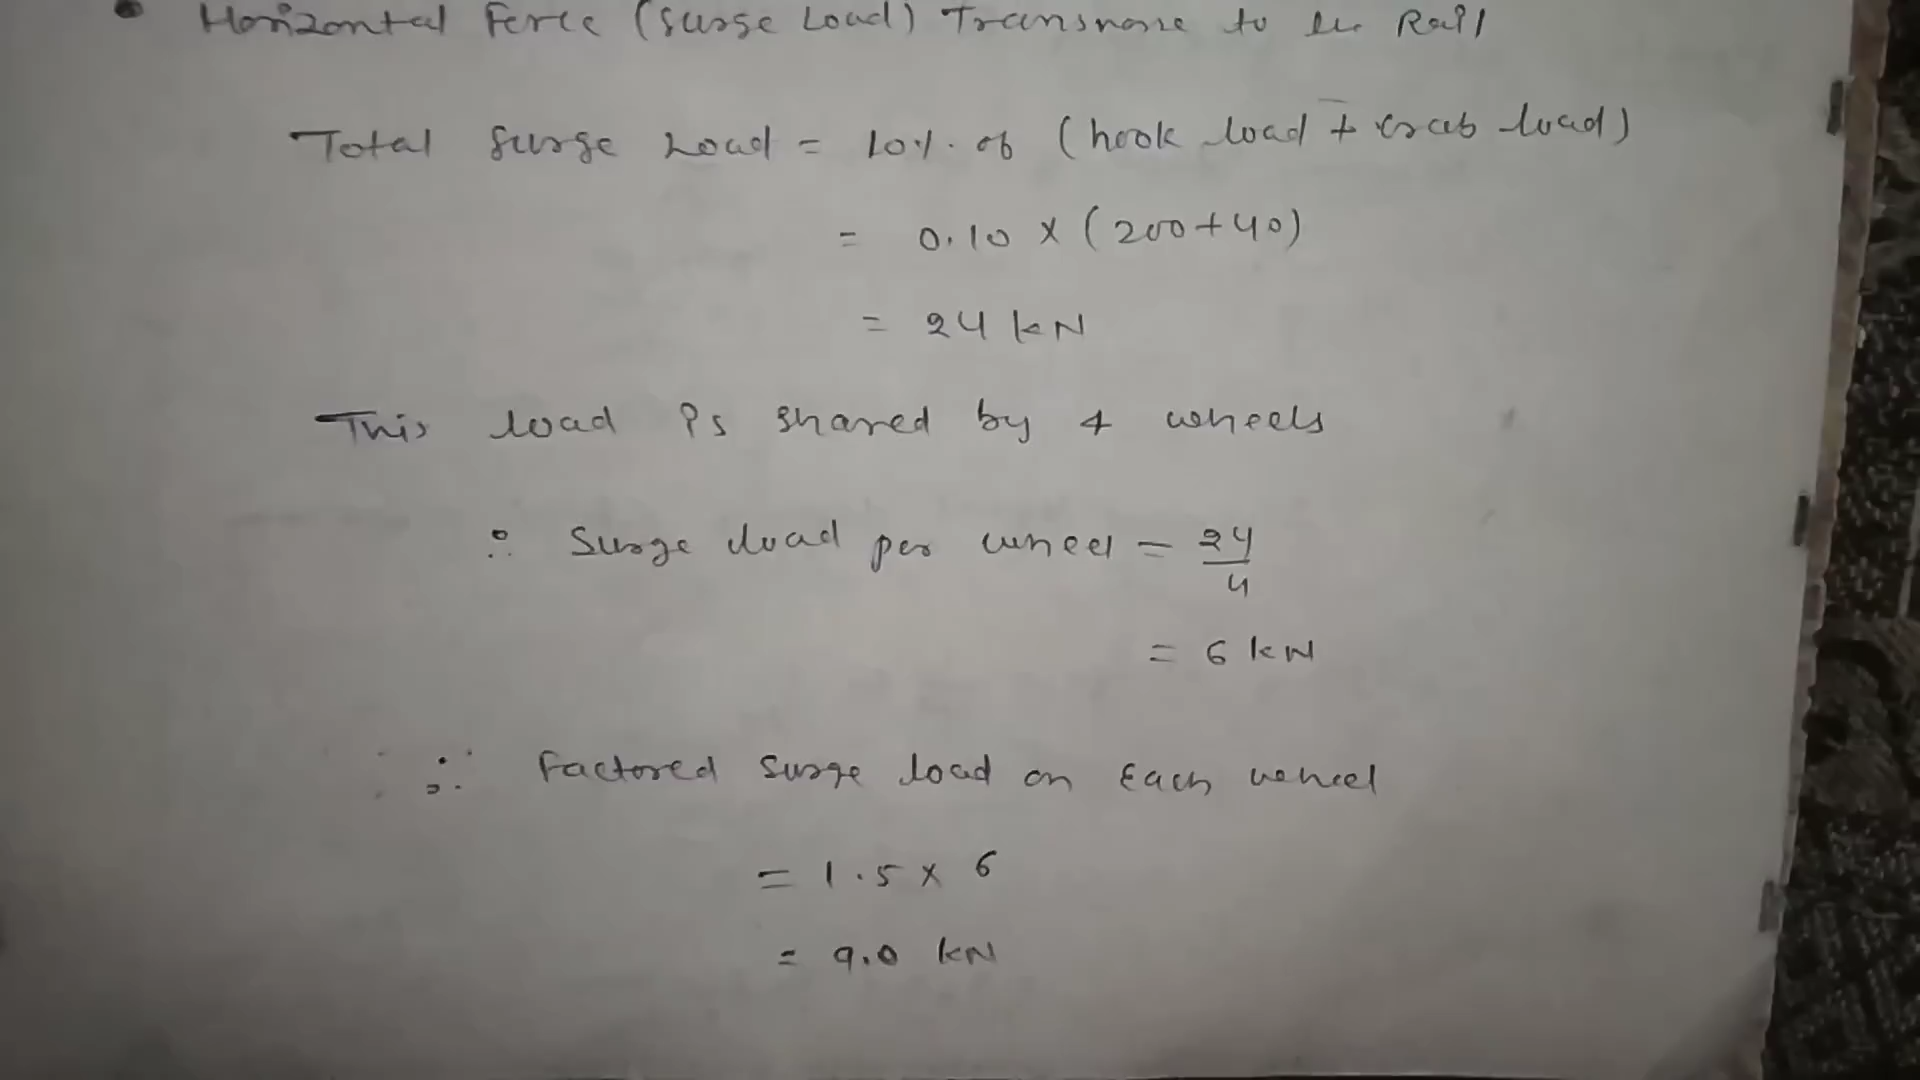 • Horizontal Force (Surge Load) Transverse to the Rail
Total Surge Load = 10%. of (hook load + crab load)
= 0.10 x (200+40)
= 24 kN
This load is shared by 4 wheels
∴ Surge load per wheel = 24/4
= 6 kN
∴ Factored Surge load on Each wheel
= 1.5 x 6
= 9.0 kN